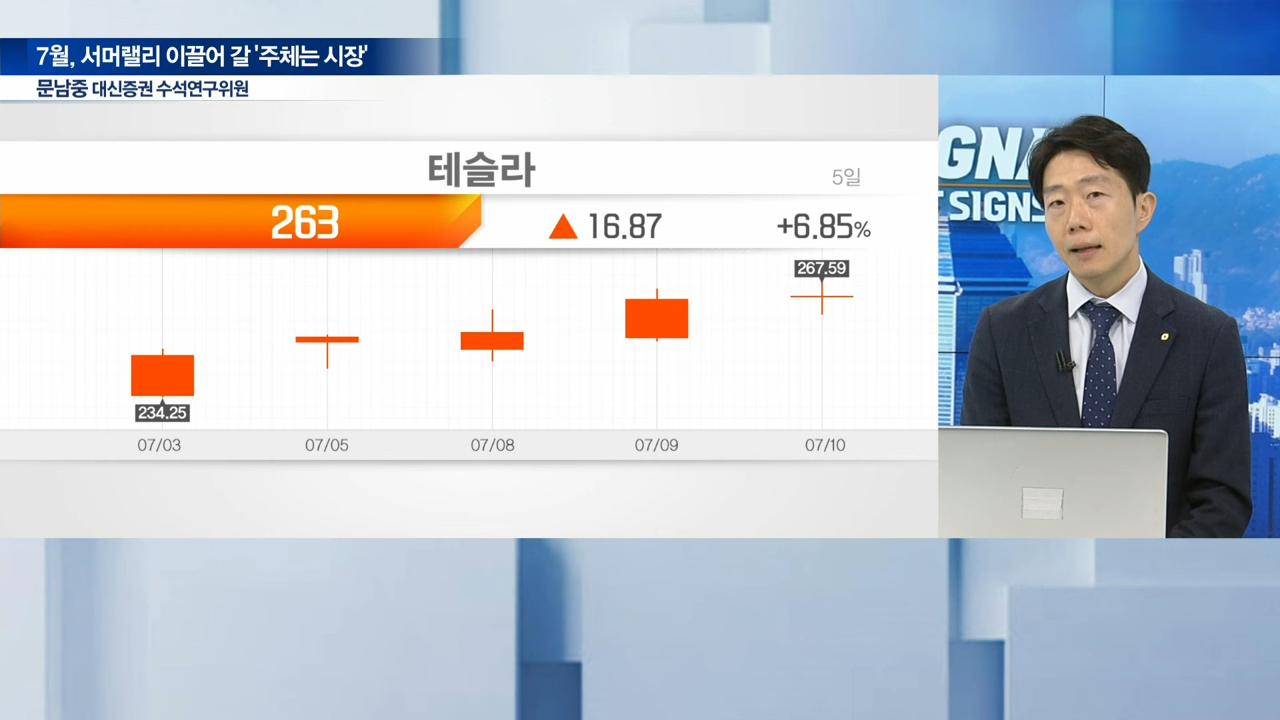 7월, 서머랠리 이끌어 갈 '주체는 시장'
문남중 대신증권 수석연구위원
테슬라
5일
263 ▲ 16.87 +6.85%
267.59
234.25
07/03 07/05 07/08 07/09 07/10
SIGNS